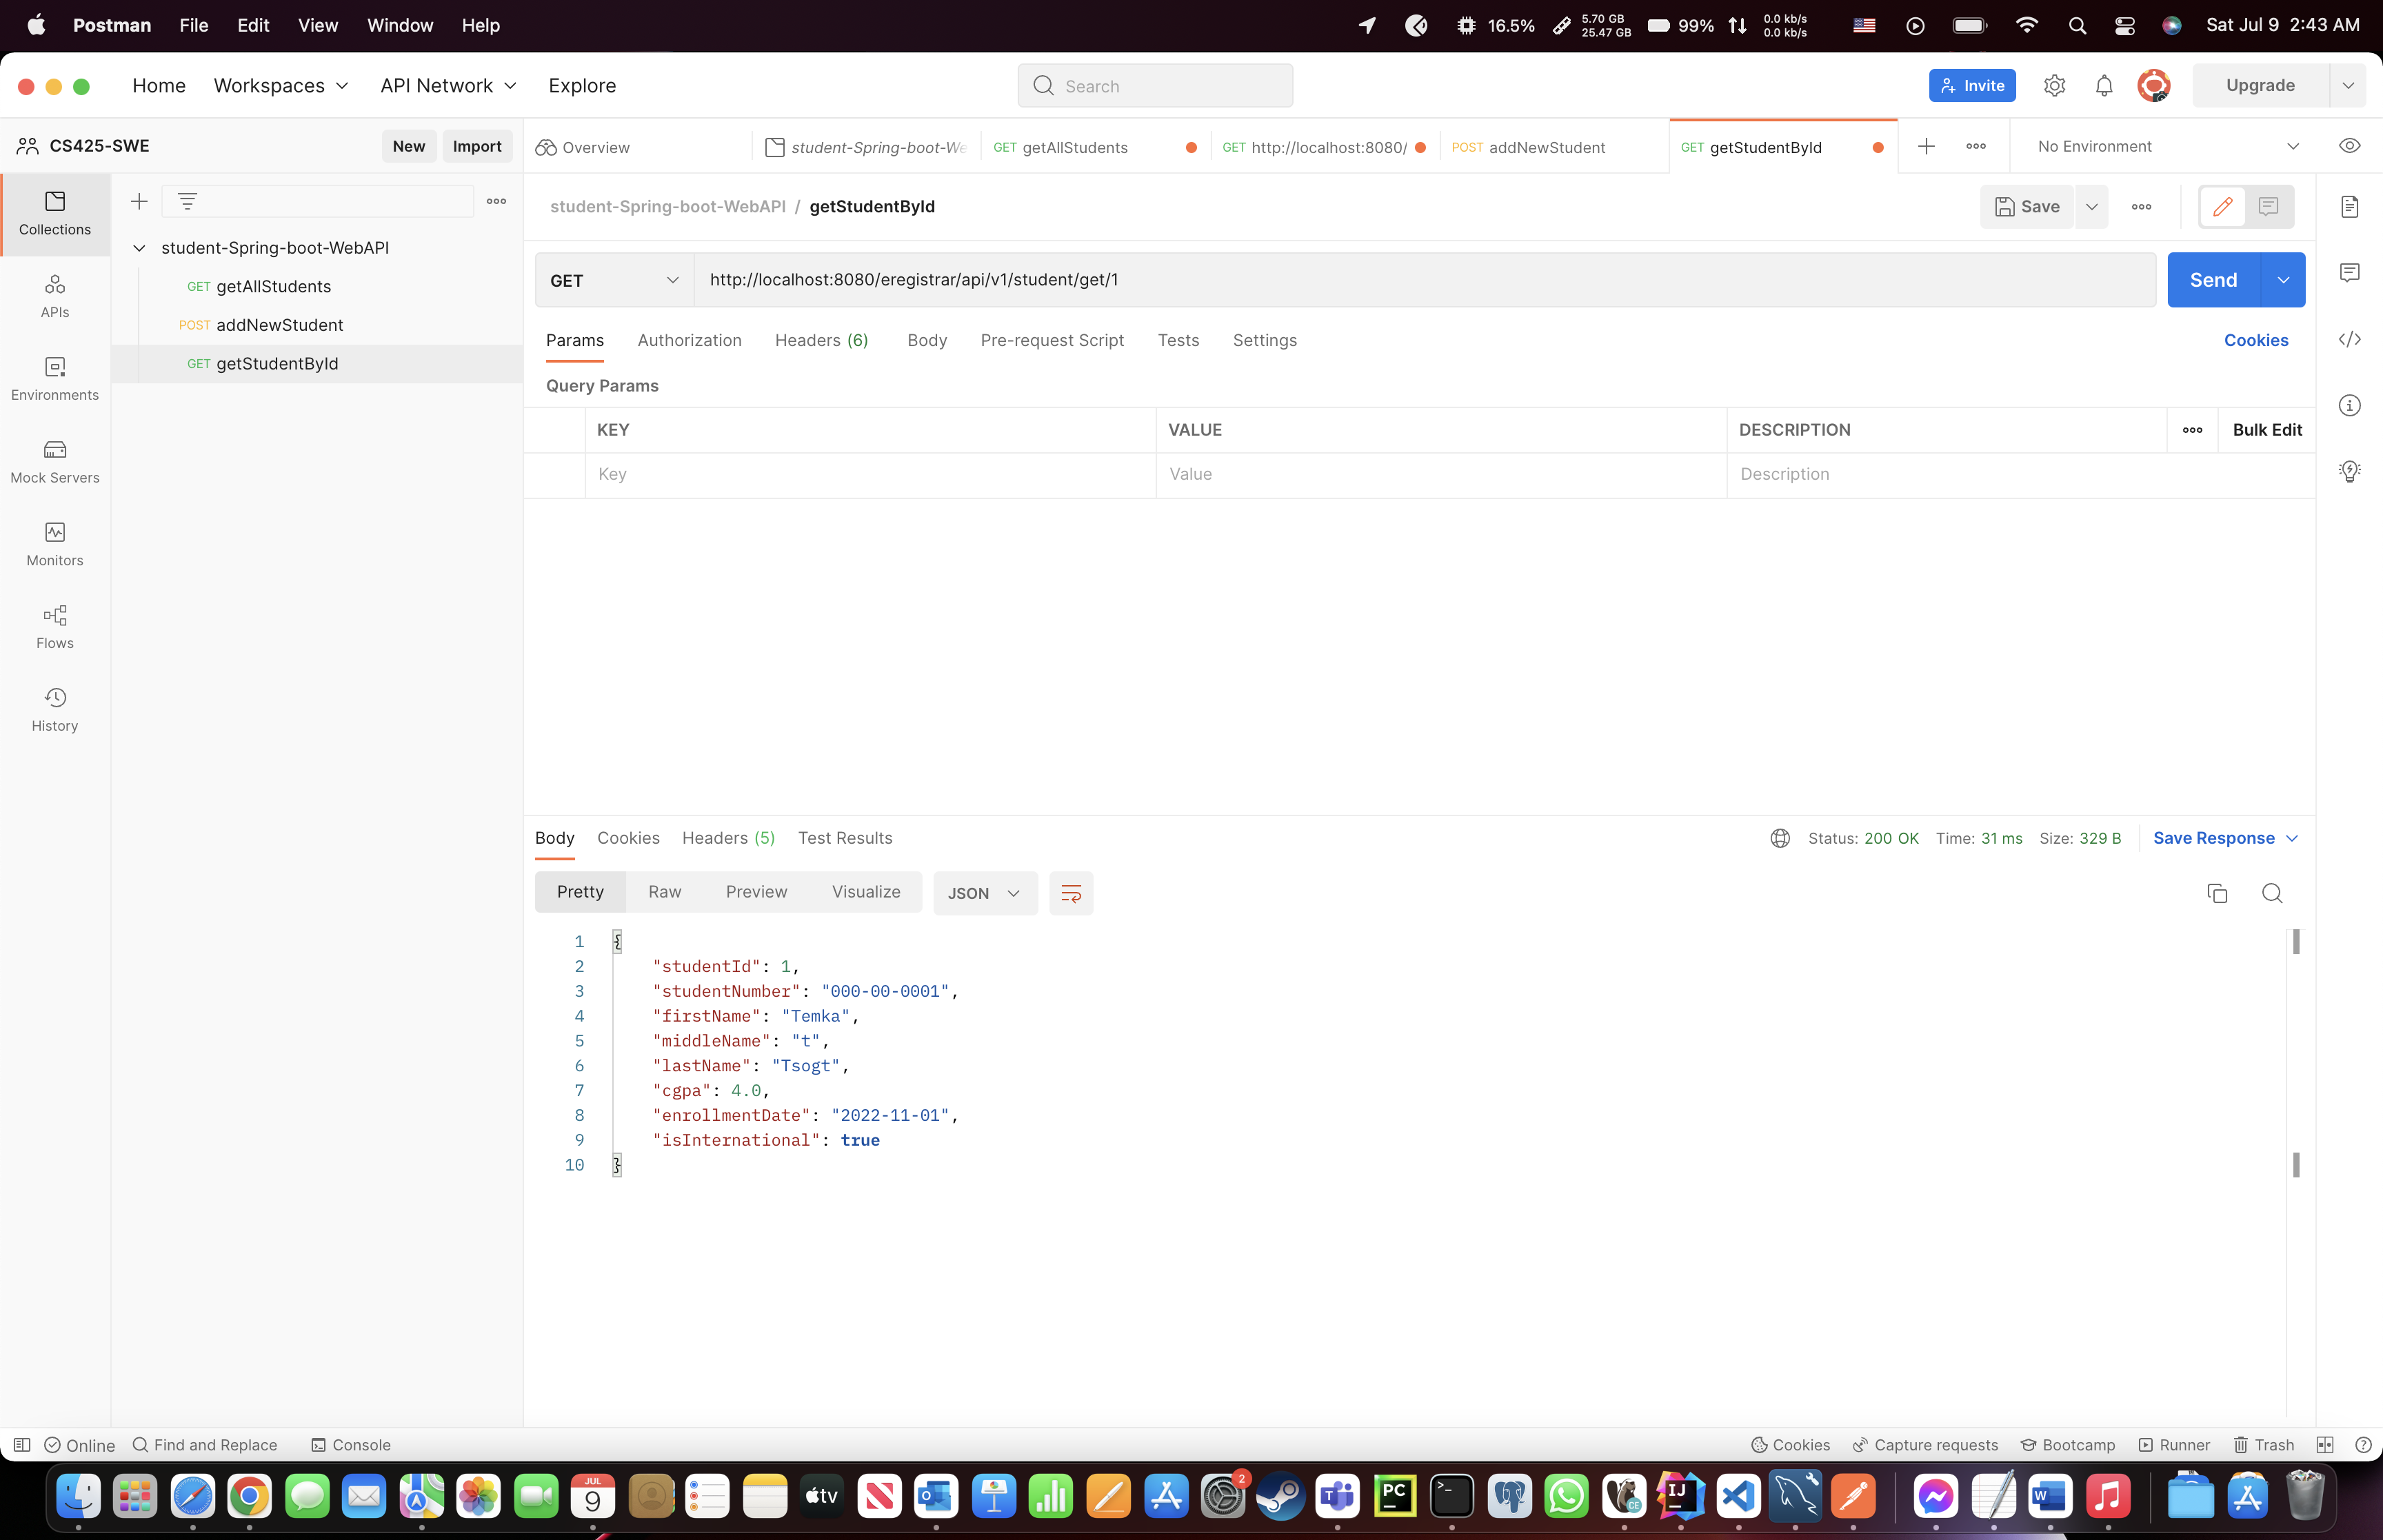 Postman File Edit View Window Help 16.5% 5.70 GB 25.47 GB 99% 0.0 kb/s 0.0 kb/s Sat Jul 9 2:43 AM
Home Workspaces API Network Explore Search Invite Upgrade
CS425-SWE New Import Overview student-Spring-boot-We GET getAllStudents GET http://localhost:8080/ POST addNewStudent GET getStudentById No Environment
Collections
APIs
Environments
Mock Servers
Monitors
Flows
History
student-Spring-boot-WebAPI
GET getAllStudents
POST addNewStudent
GET getStudentById
student-Spring-boot-WebAPI / getStudentById Save
GET http://localhost:8080/eregistrar/api/v1/student/get/1 Send
Params Authorization Headers (6) Body Pre-request Script Tests Settings Cookies
Query Params
KEY VALUE DESCRIPTION Bulk Edit
Key Value Description
Body Cookies Headers (5) Test Results Status: 200 OK Time: 31 ms Size: 329 B Save Response
Pretty Raw Preview Visualize JSON
1 {
2 "studentId": 1,
3 "studentNumber": "000-00-0001",
4 "firstName": "Temka",
5 "middleName": "t",
6 "lastName": "Tsogt",
7 "cgpa": 4.0,
8 "enrollmentDate": "2022-11-01",
9 "isInternational": true
10 }
Online Find and Replace Console Cookies Capture requests Bootcamp Runner Trash
JUL 9 tv 2 PC CE IJ W